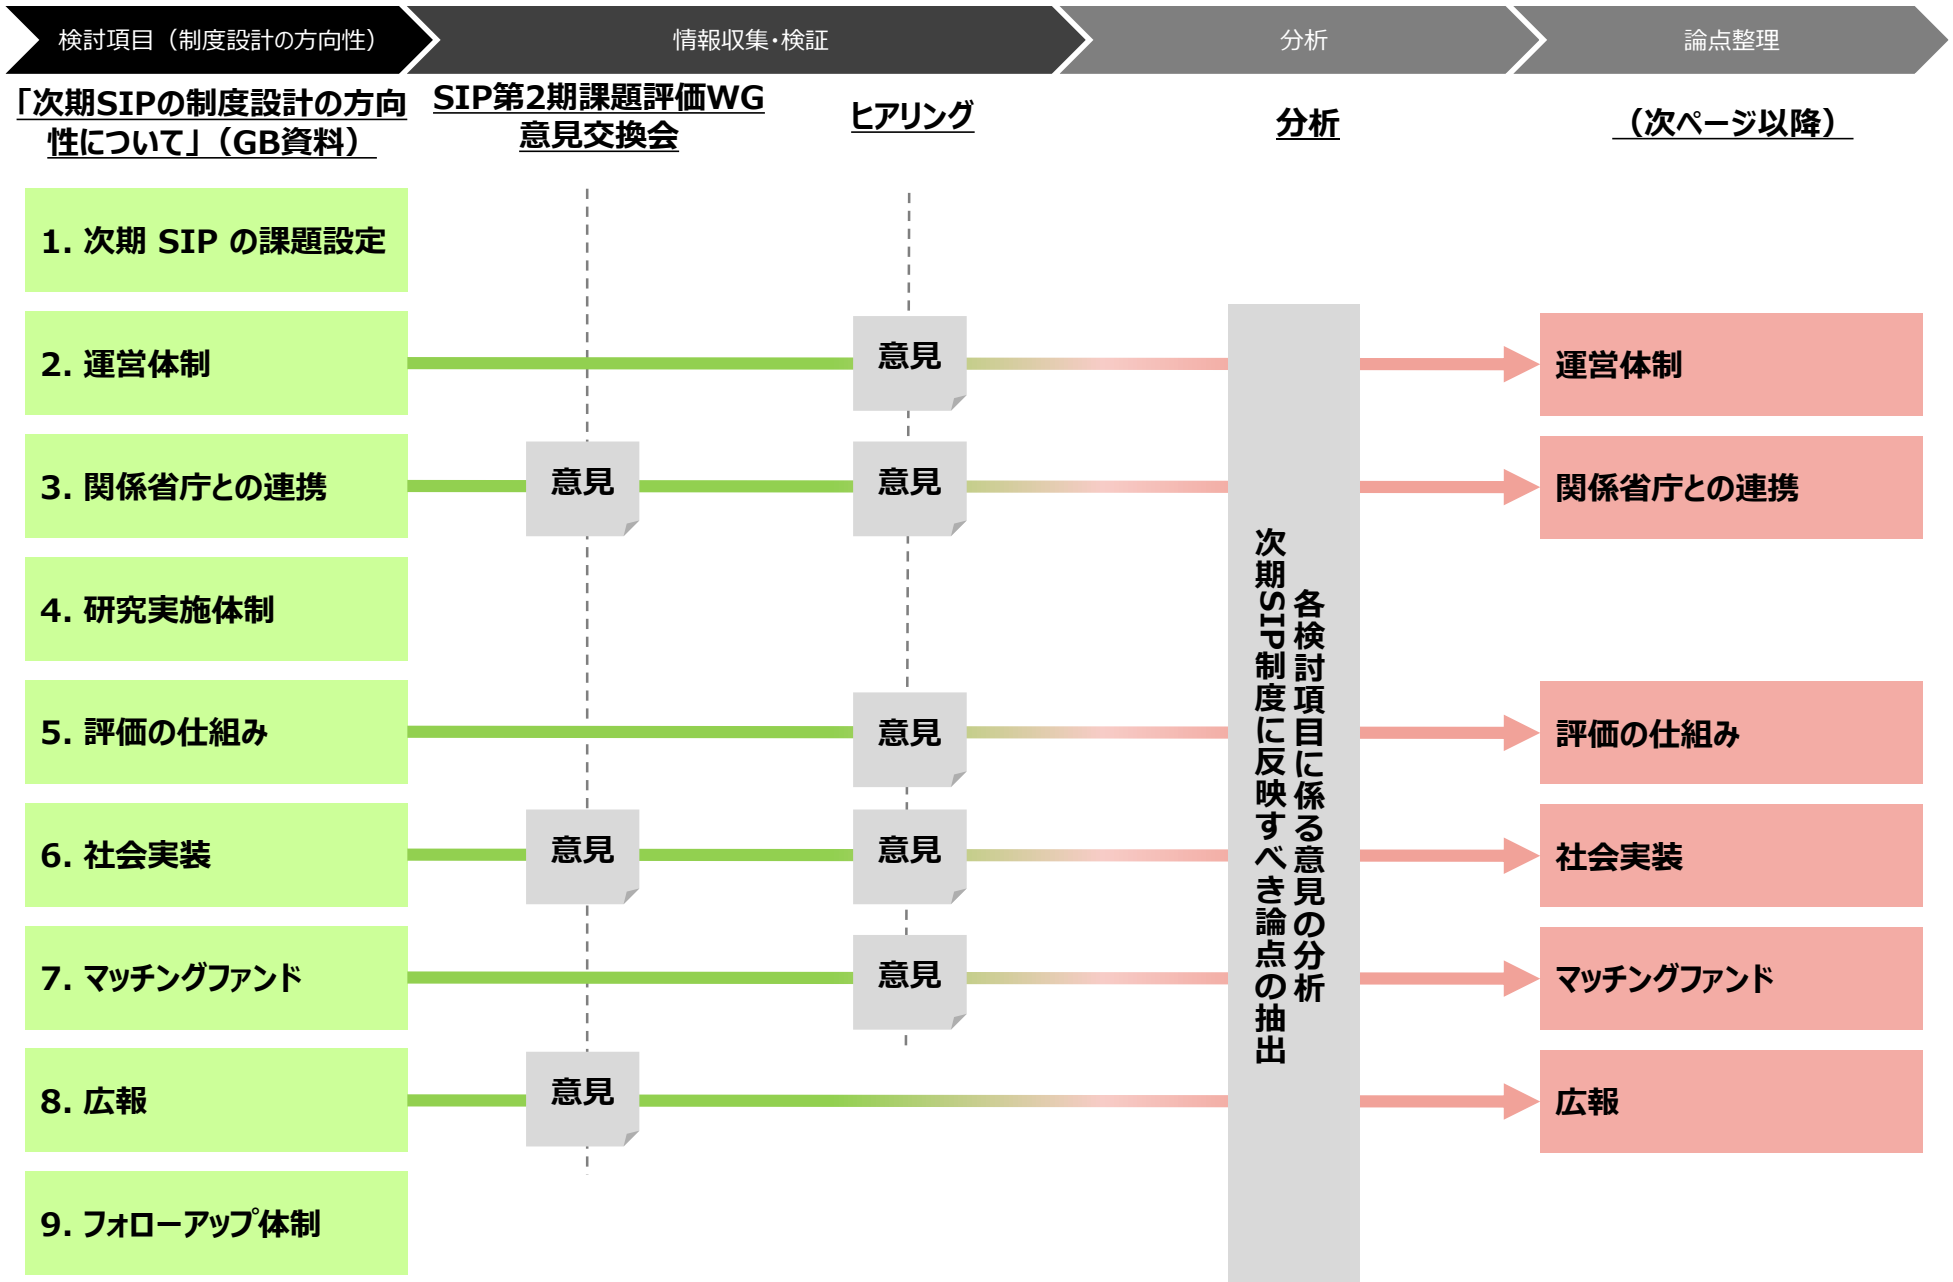 検討項目（制度設計の方向性）
情報収集・検証
分析
論点整理
「次期SIPの制度設計の方向
性について」（GB資料）
SIP第2期課題評価WG
意見交換会
ヒアリング
分析
（次ページ以降）
1. 次期 SIP の課題設定
2. 運営体制
意見
運営体制
3. 関係省庁との連携
意見
意見
関係省庁との連携
4. 研究実施体制
5. 評価の仕組み
意見
評価の仕組み
6. 社会実装
意見
意見
社会実装
7. マッチングファンド
意見
マッチングファンド
8. 広報
意見
広報
9. フォローアップ体制
各検討項目に係る意見の分析
次期SIP制度に反映すべき論点の抽出